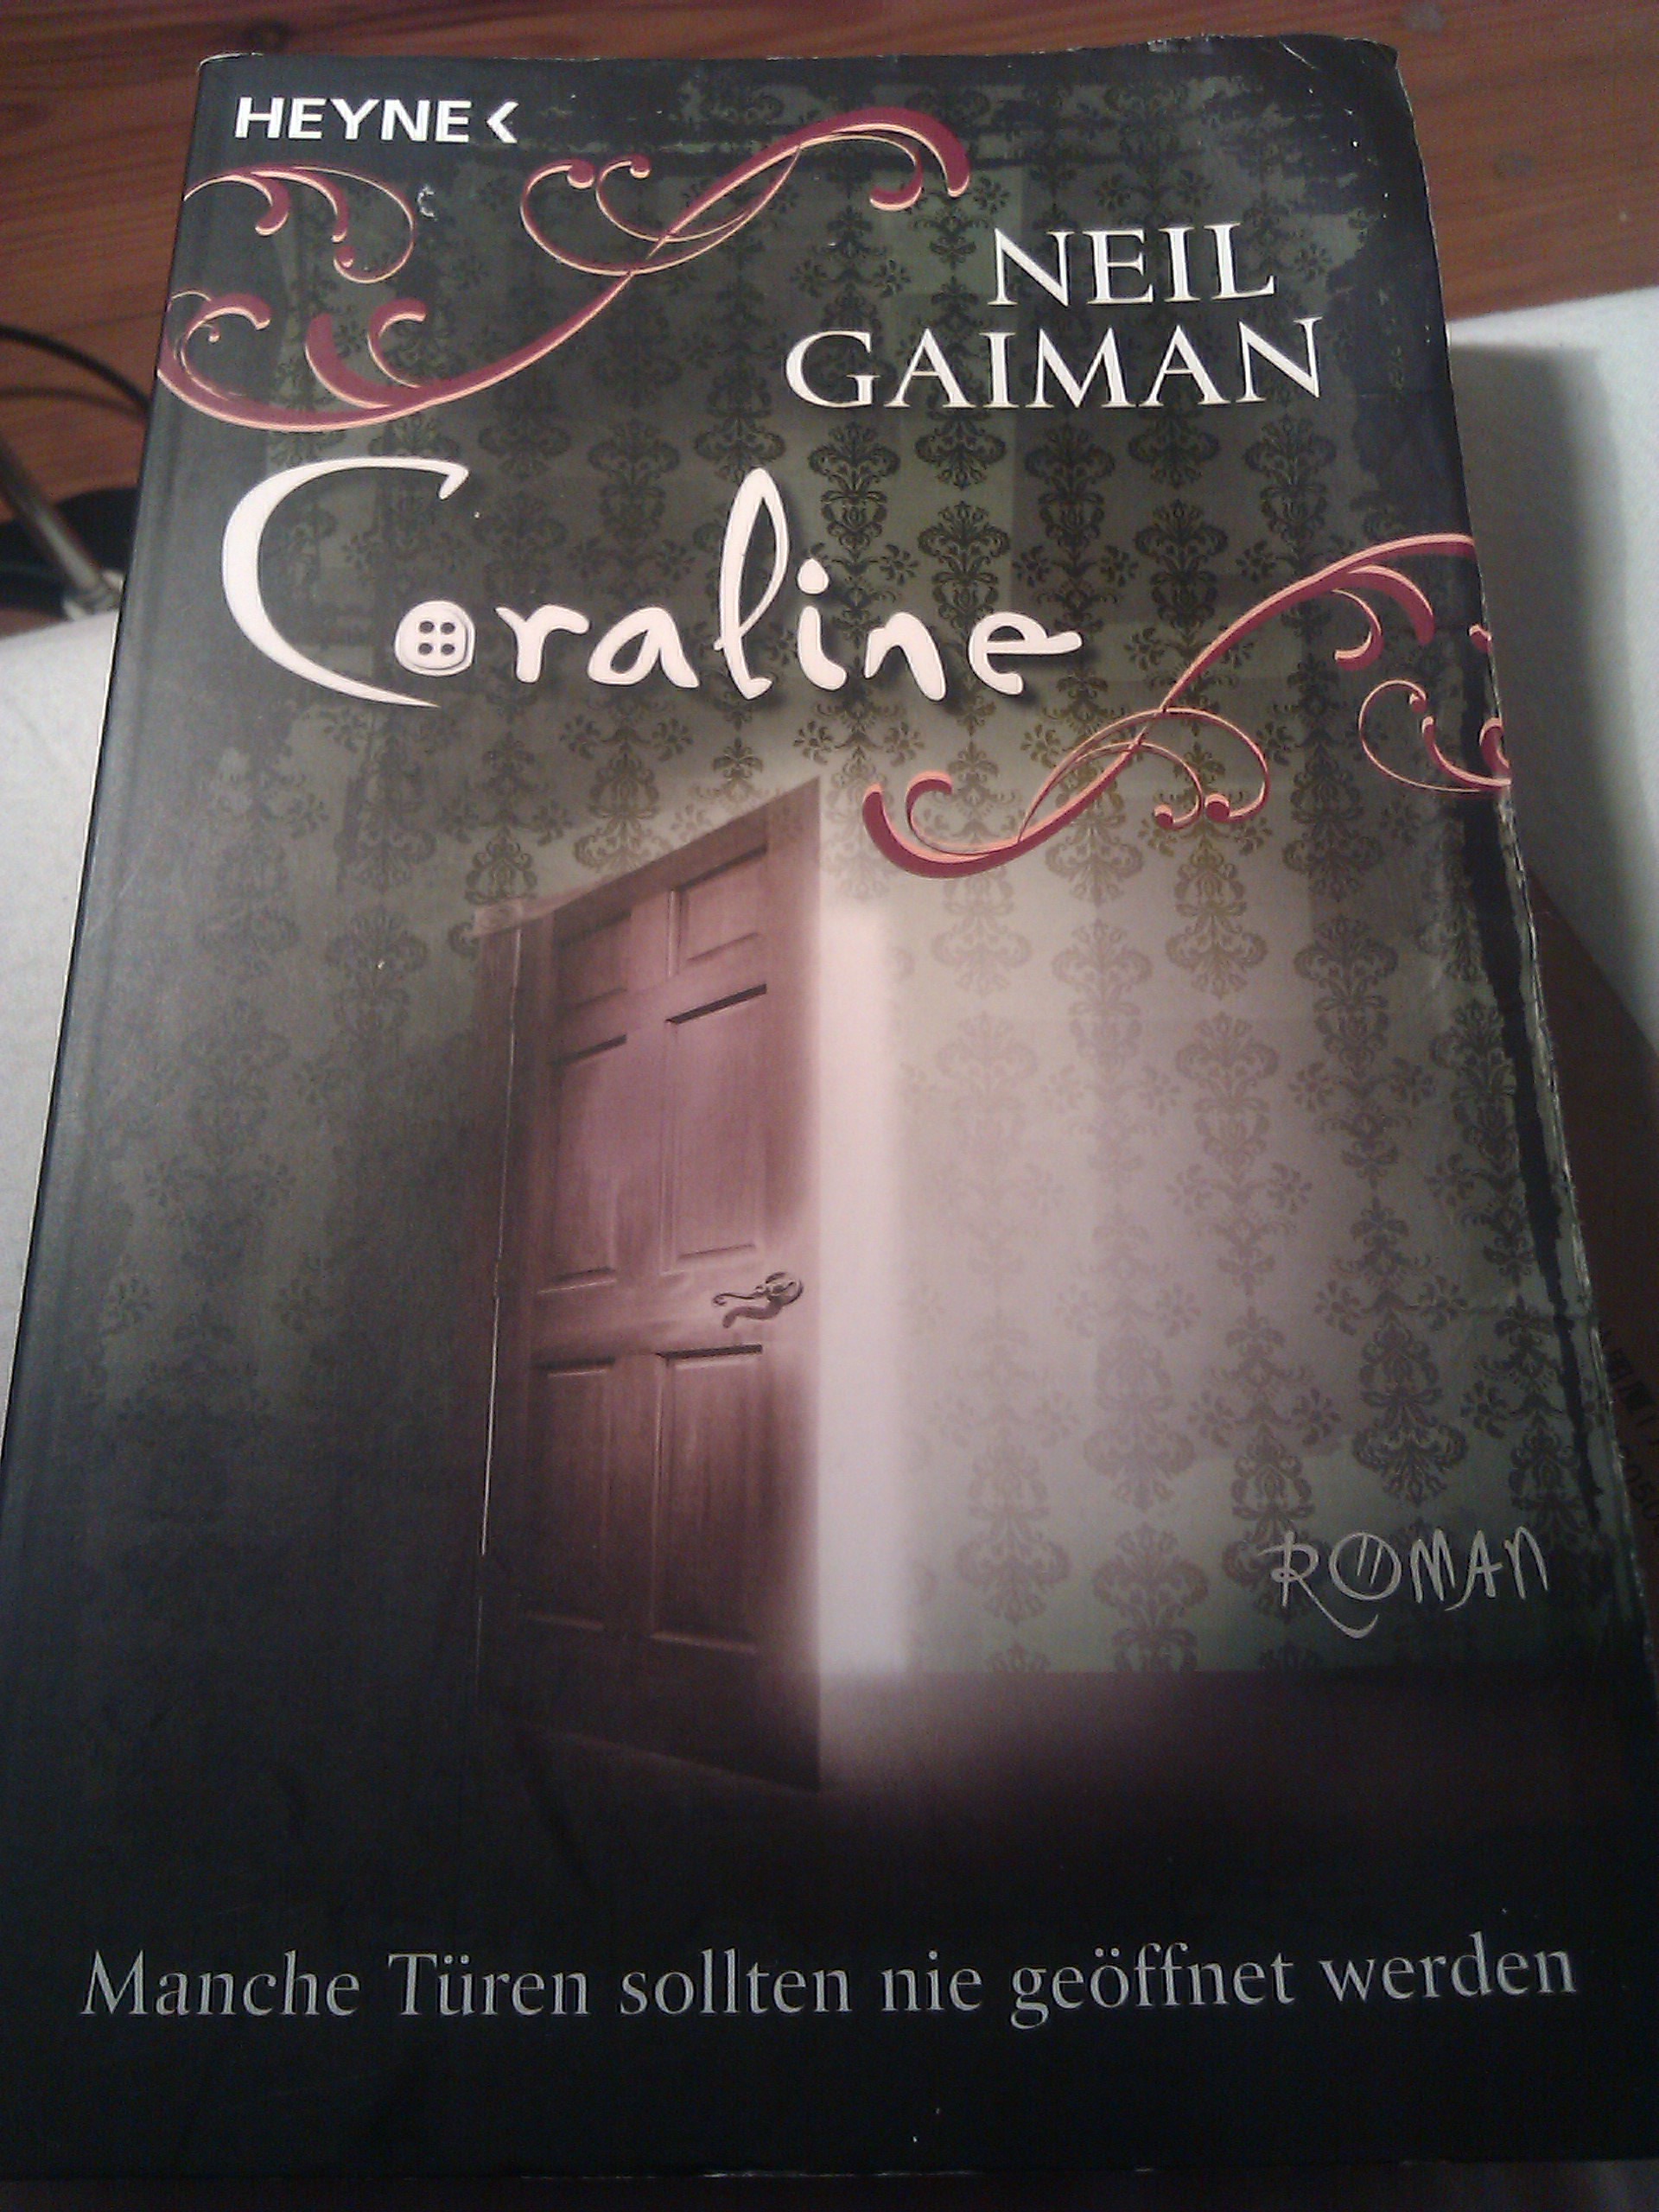 HEYNE<
NEIL
GAIMAN
Coraline
ROMAN
Manche Türen sollten nie geöffnet werden